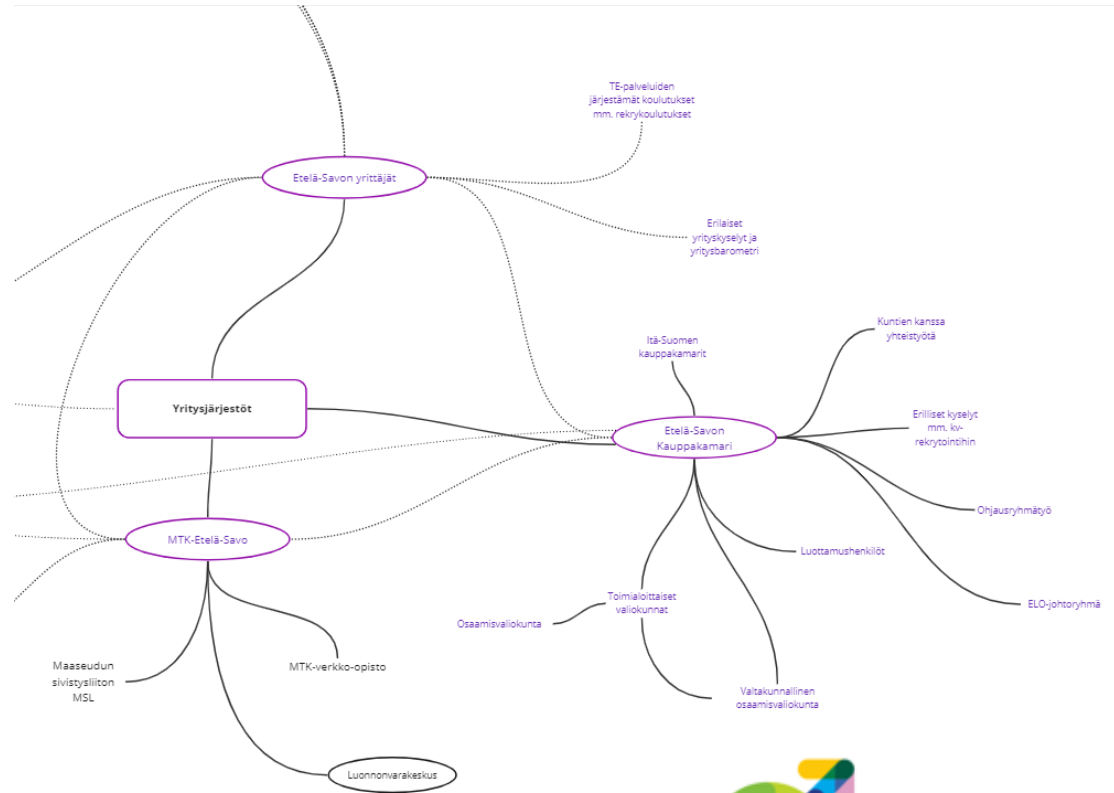 TE-palveluiden
järjestämät koulutukset
mm. rekrykoulutukset
Etelä-Savon yrittäjät
Erilaiset
yrityskyselyt ja
yritysbarometri
Kuntien kanssa
yhteistyötä
Itä-Suomen
kauppakamarit
Yritysjärjestöt
Etelä-Savon
Kauppakamari
Erilliset kyselyt
mm. kv-
rekrytointihin
Ohjausryhmätyö
MTK-Etelä-Savo
Luottamushenkilöt
Toimialoittaiset
valiokunnat
ELO-johtoryhmä
Osaamisvaliokunta
Maaseudun
sivistysliiton
MSL
MTK-verkko-opisto
Valtakunnallinen
osaamisvaliokunta
Luonnonvarakeskus